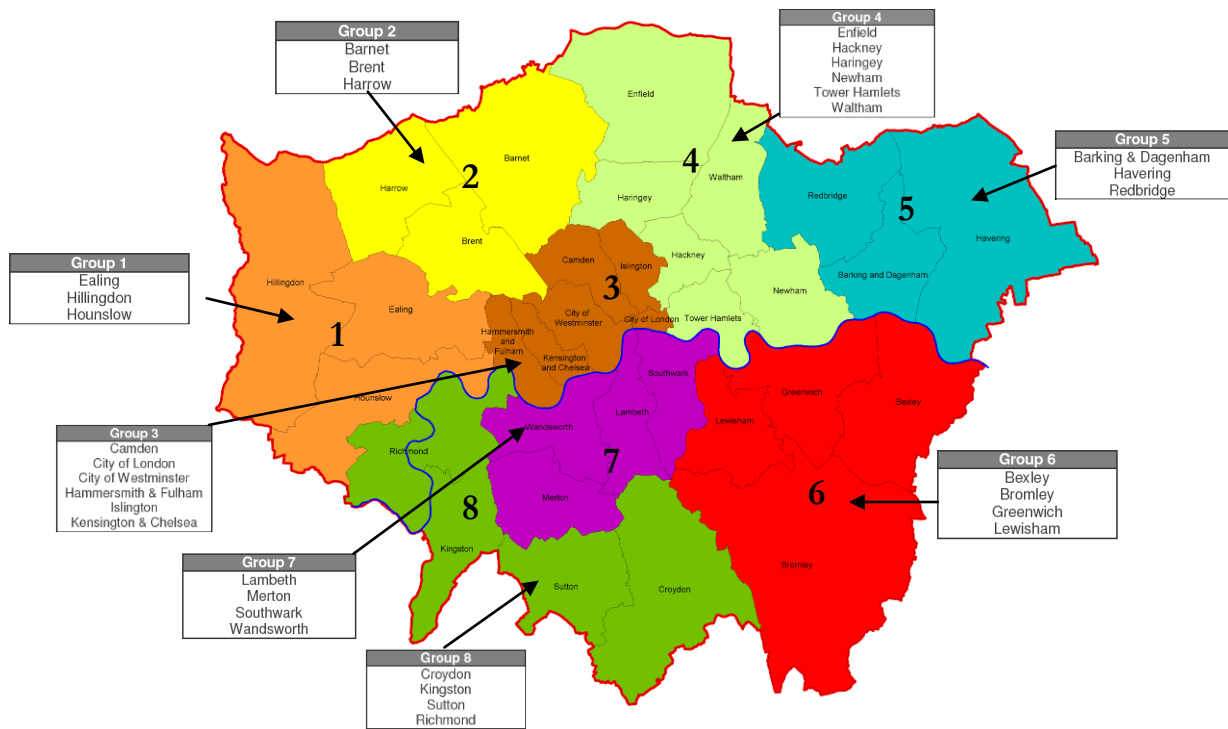 Group 2
Barnet
Brent
Harrow
Group 4
Enfield
Hackney
Haringey
Newham
Tower Hamlets
Waltham
Group 5
Barking & Dagenham
Havering
Redbridge
Group 1
Ealing
Hillingdon
Hounslow
Group 3
Camden
City of London
City of Westminster
Hammersmith & Fulham
Islington
Kensington & Chelsea
Group 6
Bexley
Bromley
Greenwich
Lewisham
Group 7
Lambeth
Merton
Southwark
Wandsworth
Group 8
Croydon
Kingston
Sutton
Richmond
Enfield
Barnet
4
Waltham
2
Harrow
Haringey
Redbridge
5
Brent
Havering
Camden
Islington
Hackney
Hillingdon
Barking and Dagenham
3
Newham
Ealing
City of
Westminster
City of London
Tower Hamlets
1
Hammersmith
and
Fulham
Kensington
and Chelsea
Southwark
Greenwich
Hounslow
Bexley
Lambeth
Lewisham
Wandsworth
Richmond
7
Merton
6
8
Kingston
Bromley
Sutton
Croydon